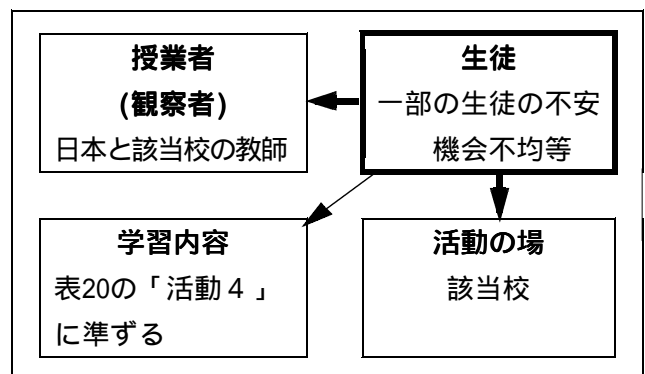 授業者
(観察者)
日本と該当校の教師
生徒
一部の生徒の不安
機会不均等
学習内容
表20の「活動４」
に準ずる
活動の場
該当校